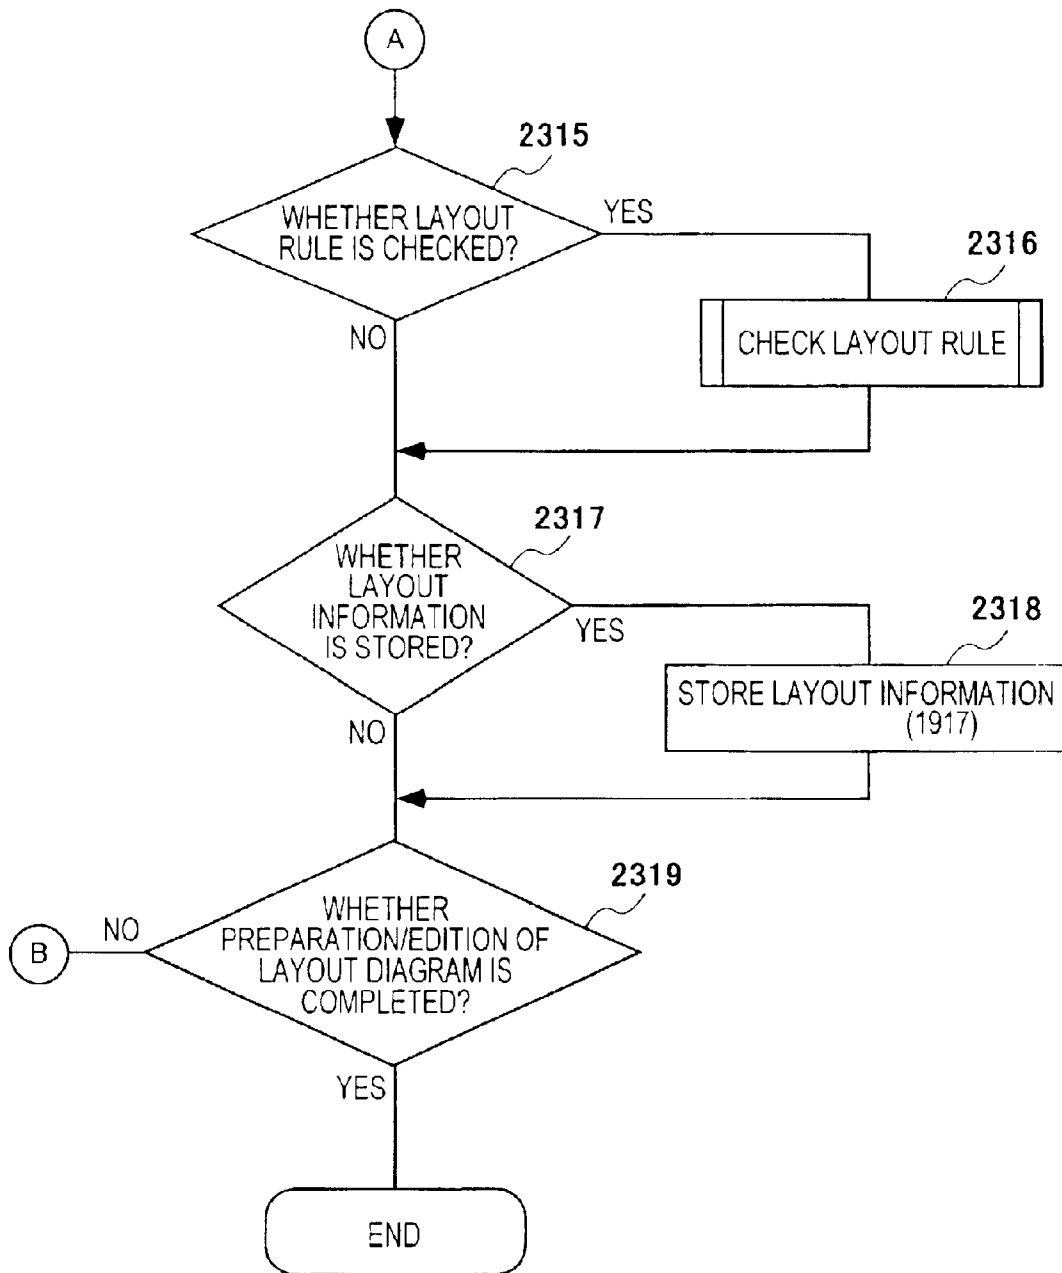 A
2315
WHETHER LAYOUT
RULE IS CHECKED?
YES
2316
CHECK LAYOUT RULE
NO
2317
WHETHER
LAYOUT
INFORMATION
IS STORED?
YES
2318
STORE LAYOUT INFORMATION
(1917)
NO
2319
WHETHER
PREPARATION/EDITION OF
LAYOUT DIAGRAM IS
COMPLETED?
NO
B
YES
END